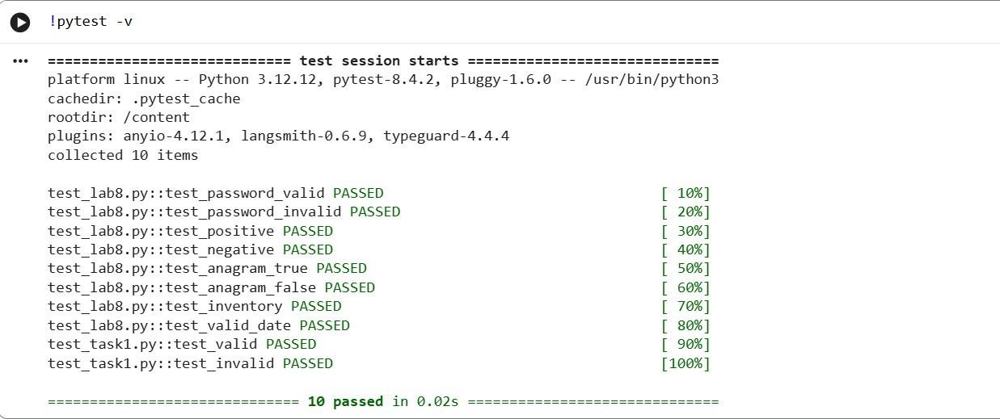 !pytest -v
============================= test session starts ==============================
platform linux -- Python 3.12.12, pytest-8.4.2, pluggy-1.6.0 -- /usr/bin/python3
cachedir: .pytest_cache
rootdir: /content
plugins: anyio-4.12.1, langsmith-0.6.9, typeguard-4.4.4
collected 10 items
test_lab8.py::test_password_valid PASSED [ 10%]
test_lab8.py::test_password_invalid PASSED [ 20%]
test_lab8.py::test_positive PASSED [ 30%]
test_lab8.py::test_negative PASSED [ 40%]
test_lab8.py::test_anagram_true PASSED [ 50%]
test_lab8.py::test_anagram_false PASSED [ 60%]
test_lab8.py::test_inventory PASSED [ 70%]
test_lab8.py::test_valid_date PASSED [ 80%]
test_task1.py::test_valid PASSED [ 90%]
test_task1.py::test_invalid PASSED [100%]
============================== 10 passed in 0.02s ==============================